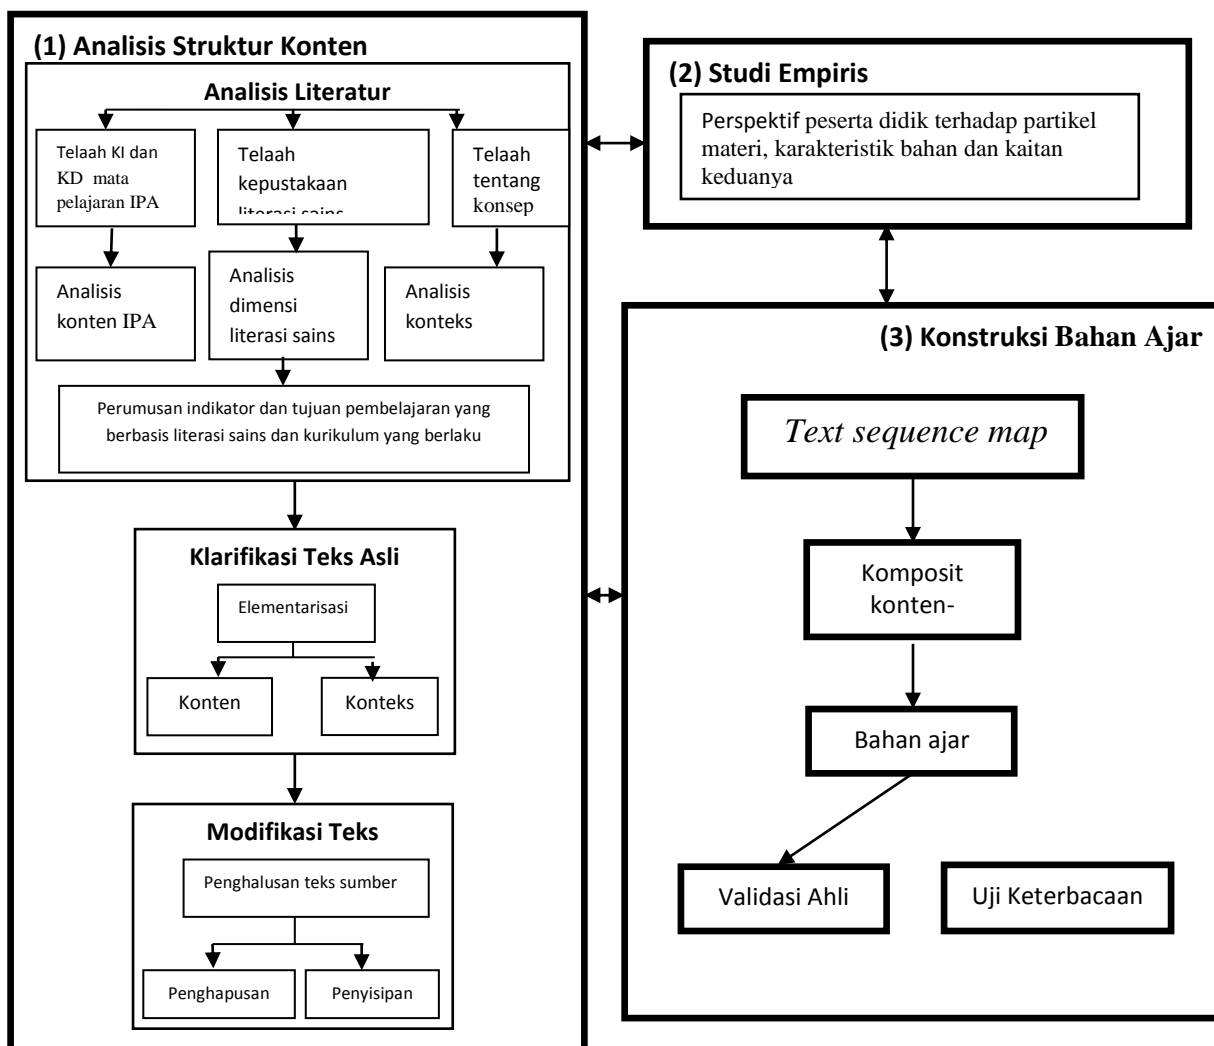 (1) Analisis Struktur Konten
Analisis Literatur
Telaah KI dan
KD mata
pelajaran IPA
Telaah
kepustakaan
literasi sains
Telaah
tentang
konsep
Analisis
konten IPA
Analisis
dimensi
literasi sains
Analisis
konteks
Perumusan indikator dan tujuan pembelajaran yang
berbasis literasi sains dan kurikulum yang berlaku
Klarifikasi Teks Asli
Elementarisasi
Konten
Konteks
Modifikasi Teks
Penghalusan teks sumber
Penghapusan
Penyisipan
(2) Studi Empiris
Perspektif peserta didik terhadap partikel
materi, karakteristik bahan dan kaitan
keduanya
(3) Konstruksi Bahan Ajar
Text sequence map
Komposit
konten-
Bahan ajar
Validasi Ahli
Uji Keterbacaan